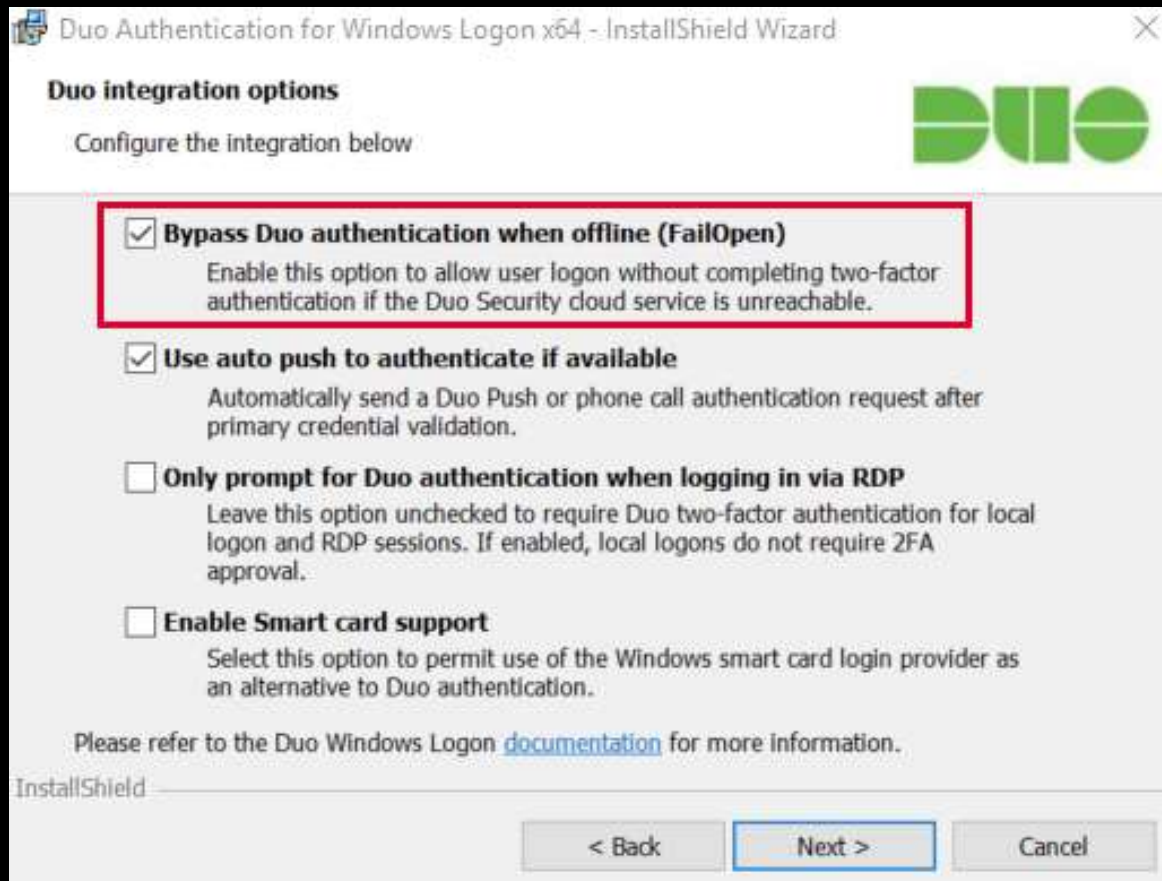 Duo Authentication for Windows Logon x64 - InstallShield Wizard
Duo integration options
Configure the integration below
DUO
Bypass Duo authentication when offline (FailOpen)
Enable this option to allow user logon without completing two-factor
authentication if the Duo Security cloud service is unreachable.
Use auto push to authenticate if available
Automatically send a Duo Push or phone call authentication request after
primary credential validation.
Only prompt for Duo authentication when logging in via RDP
Leave this option unchecked to require Duo two-factor authentication for local
logon and RDP sessions. If enabled, local logons do not require 2FA
approval.
Enable Smart card support
Select this option to permit use of the Windows smart card login provider as
an alternative to Duo authentication.
Please refer to the Duo Windows Logon documentation for more information.
InstallShield
< Back Next > Cancel